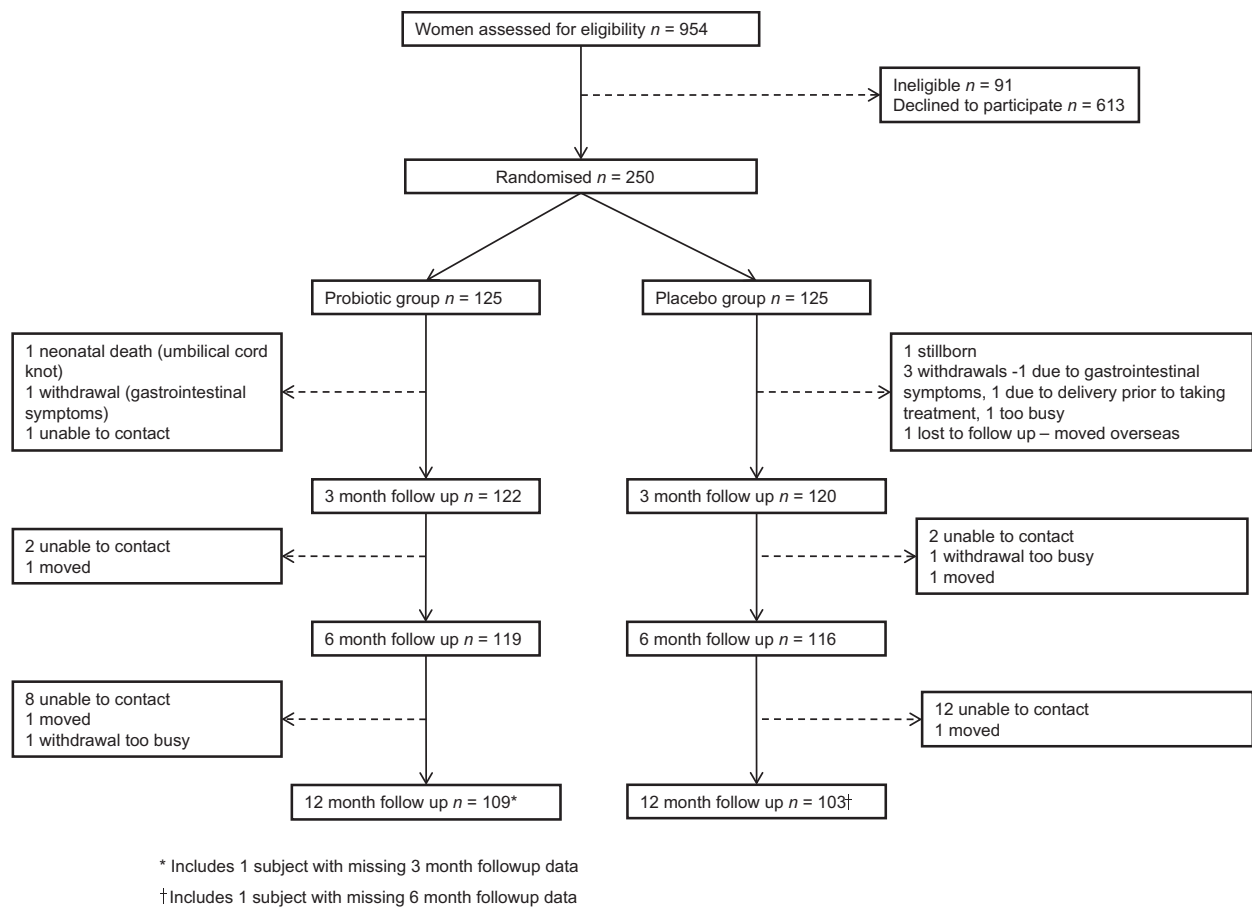 Women assessed for eligibility n = 954
Ineligible n = 91
Declined to participate n = 613
Randomised n = 250
Probiotic group n = 125
Placebo group n = 125
1 neonatal death (umbilical cord
knot)
1 withdrawal (gastrointestinal
symptoms)
1 unable to contact
1 stillborn
3 withdrawals -1 due to gastrointestinal
symptoms, 1 due to delivery prior to taking
treatment, 1 too busy
1 lost to follow up – moved overseas
3 month follow up n = 122
3 month follow up n = 120
2 unable to contact
1 moved
2 unable to contact
1 withdrawal too busy
1 moved
6 month follow up n = 119
6 month follow up n = 116
8 unable to contact
1 moved
1 withdrawal too busy
12 unable to contact
1 moved
12 month follow up n = 109*
12 month follow up n = 103†
* Includes 1 subject with missing 3 month followup data
†Includes 1 subject with missing 6 month followup data